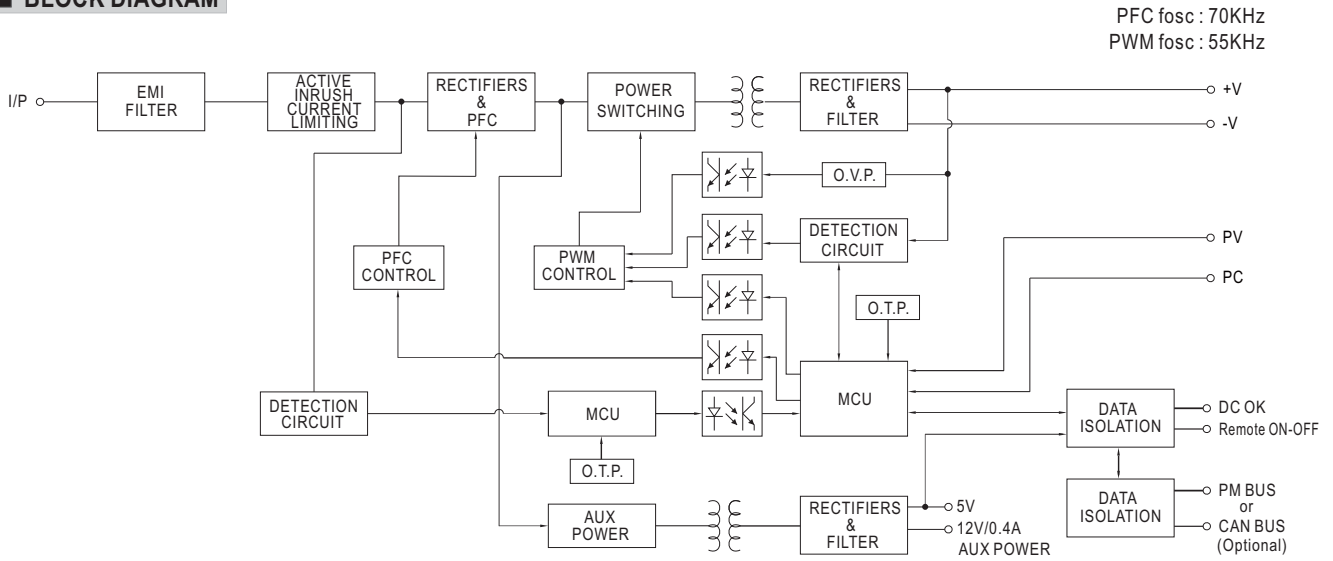 ■ BLOCK DIAGRAM
PFC fosc : 70KHz
PWM fosc : 55KHz
I/P
EMI
FILTER
ACTIVE
INRUSH
CURRENT
LIMITING
RECTIFIERS
&
PFC
POWER
SWITCHING
RECTIFIERS
&
FILTER
+V
-V
O.V.P.
PFC
CONTROL
PWM
CONTROL
DETECTION
CIRCUIT
PV
PC
O.T.P.
DETECTION
CIRCUIT
MCU
MCU
DATA
ISOLATION
DC OK
Remote ON-OFF
O.T.P.
AUX
POWER
RECTIFIERS
&
FILTER
5V
12V/0.4A
AUX POWER
DATA
ISOLATION
PM BUS
or
CAN BUS
(Optional)